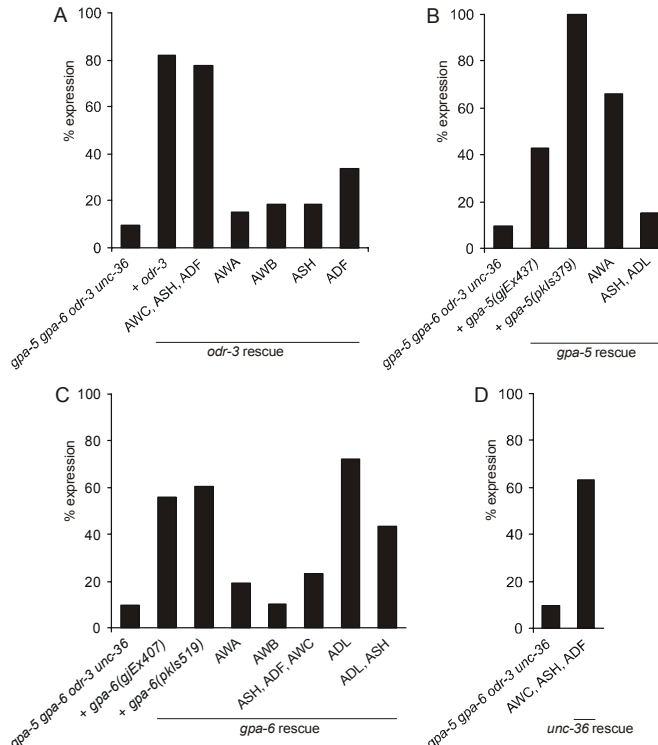 A
100
80
60
40
20
0
% expression
gpa-5 gpa-6 odr-3 unc-36
+ odr-3
AWC, ASH, ADF
AWA
AWB
ASH
ADF
odr-3 rescue
B
100
80
60
40
20
0
% expression
gpa-5 gpa-6 odr-3 unc-36
+ gpa-5(gjEx437)
+ gpa-5(pkIs379)
AWA
ASH, ADL
gpa-5 rescue
C
100
80
60
40
20
0
% expression
gpa-5 gpa-6 odr-3 unc-36
+ gpa-6(gjEx407)
+ gpa-6(pkIs519)
AWA
AWB
ASH, ADF, AWC
ADL
ADL, ASH
gpa-6 rescue
D
100
80
60
40
20
0
% expression
gpa-5 gpa-6 odr-3 unc-36
AWC, ASH, ADF
unc-36 rescue